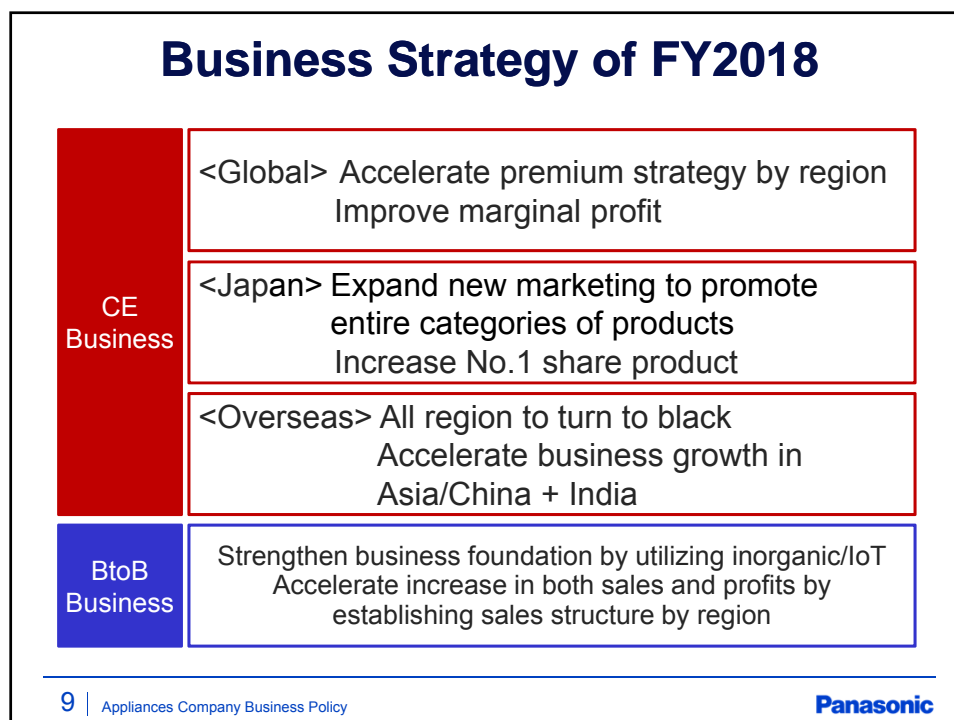 Business Strategy of FY2018
CE
Business
<Global> Accelerate premium strategy by region
Improve marginal profit
<Japan> Expand new marketing to promote
entire categories of products
Increase No.1 share product
<Overseas> All region to turn to black
Accelerate business growth in
Asia/China + India
BtoB
Business
Strengthen business foundation by utilizing inorganic/IoT
Accelerate increase in both sales and profits by
establishing sales structure by region
9 Appliances Company Business Policy
Panasonic